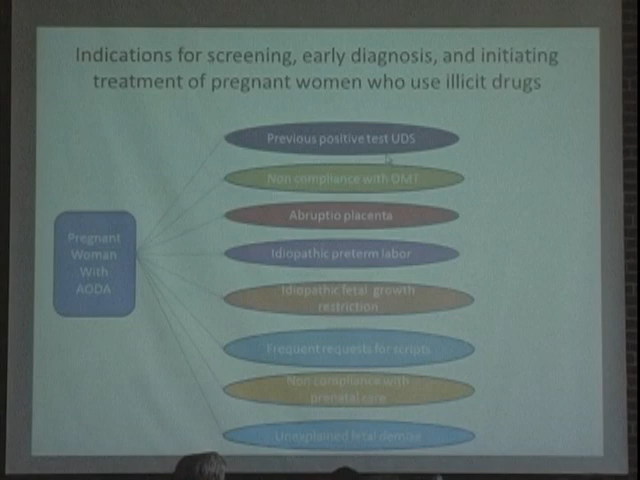 Indications for screening, early diagnosis, and initiating
treatment of pregnant women who use illicit drugs
Pregnant
Woman
With
AODA
Previous positive test UDS
Non compliance with OMT
Abruptio placenta
Idiopathic preterm labor
Idiopathic fetal growth
restriction
Frequent requests for scripts
Non compliance with
prenatal care
Unexplained fetal demise